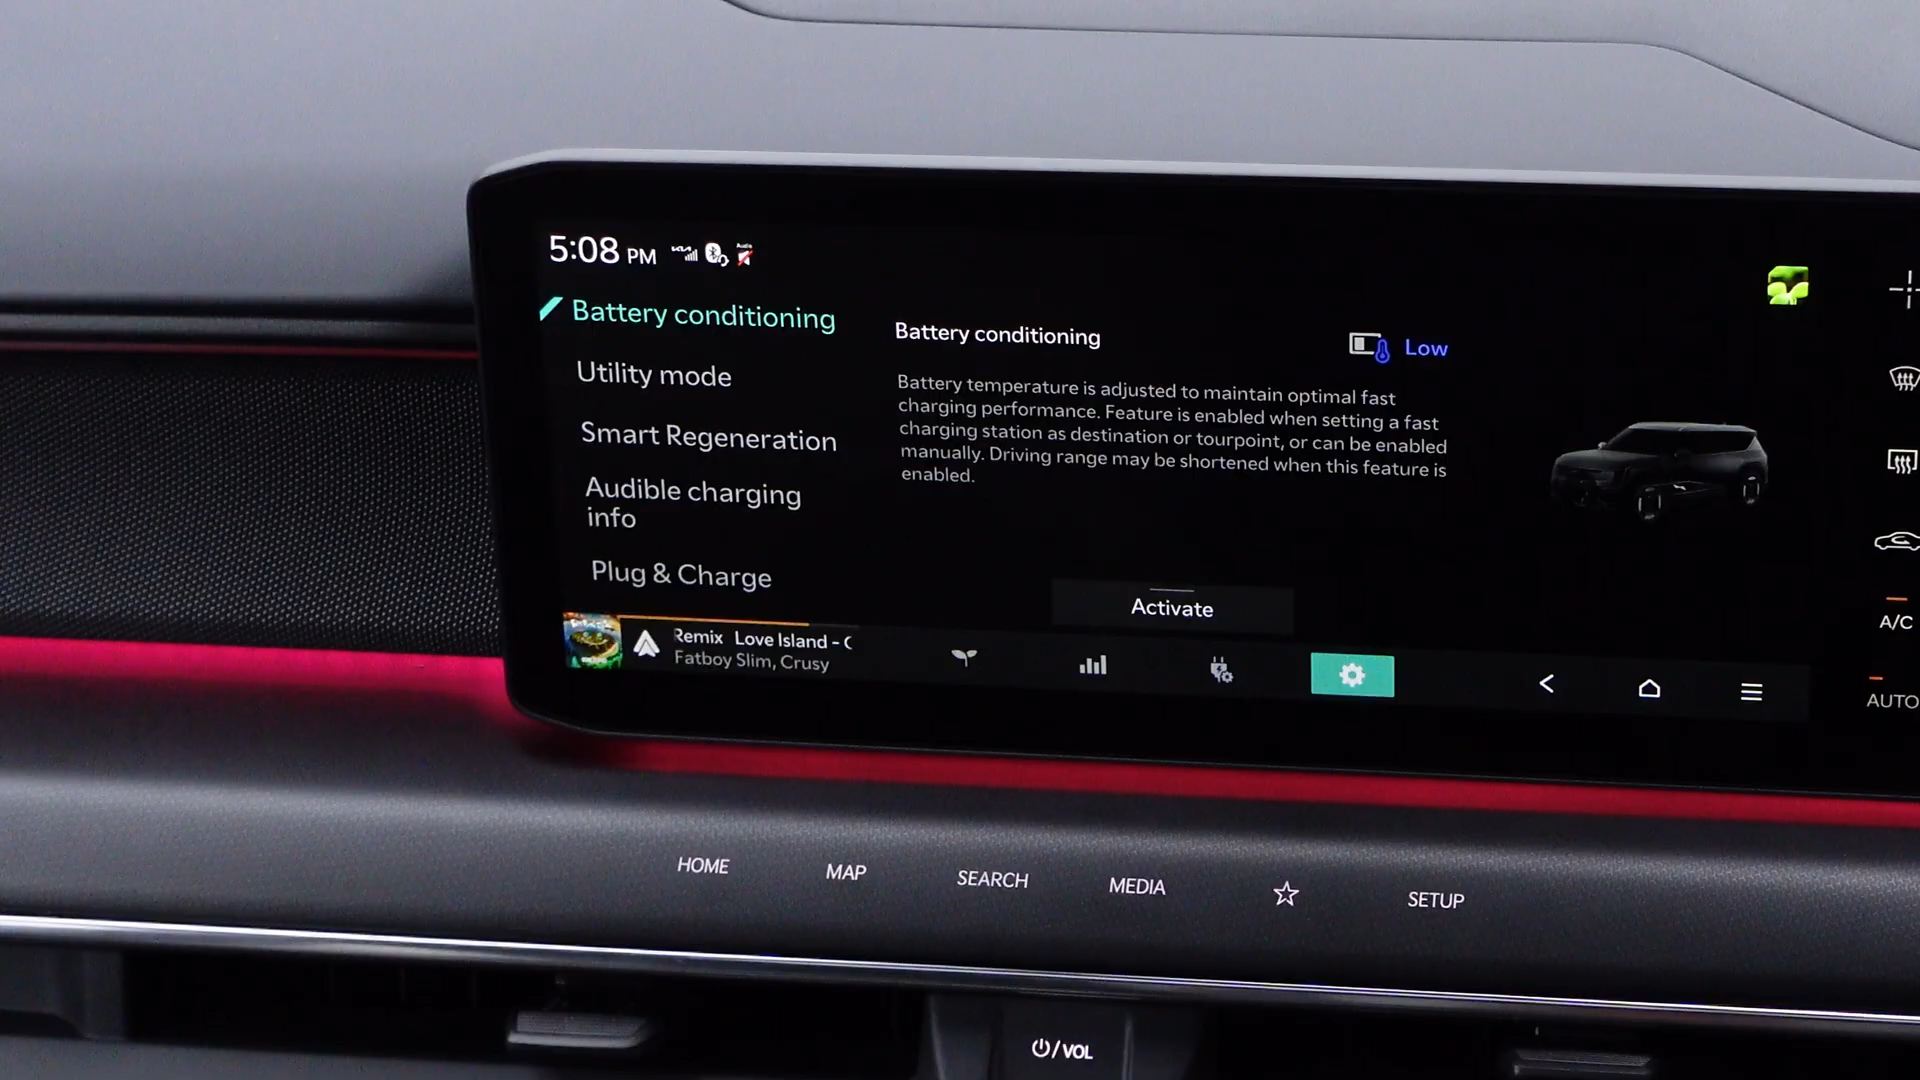 5:08 PM
Audio
Battery conditioning
Utility mode
Smart Regeneration
Audible charging
info
Plug & Charge
Battery conditioning
Low
Battery temperature is adjusted to maintain optimal fast
charging performance. Feature is enabled when setting a fast
charging station as destination or tourpoint, or can be enabled
manually. Driving range may be shortened when this feature is
enabled.
Activate
Remix Love Island - 
Fatboy Slim, Crusy
A/C
AUTO
HOME
MAP
SEARCH
MEDIA
SETUP
/VOL